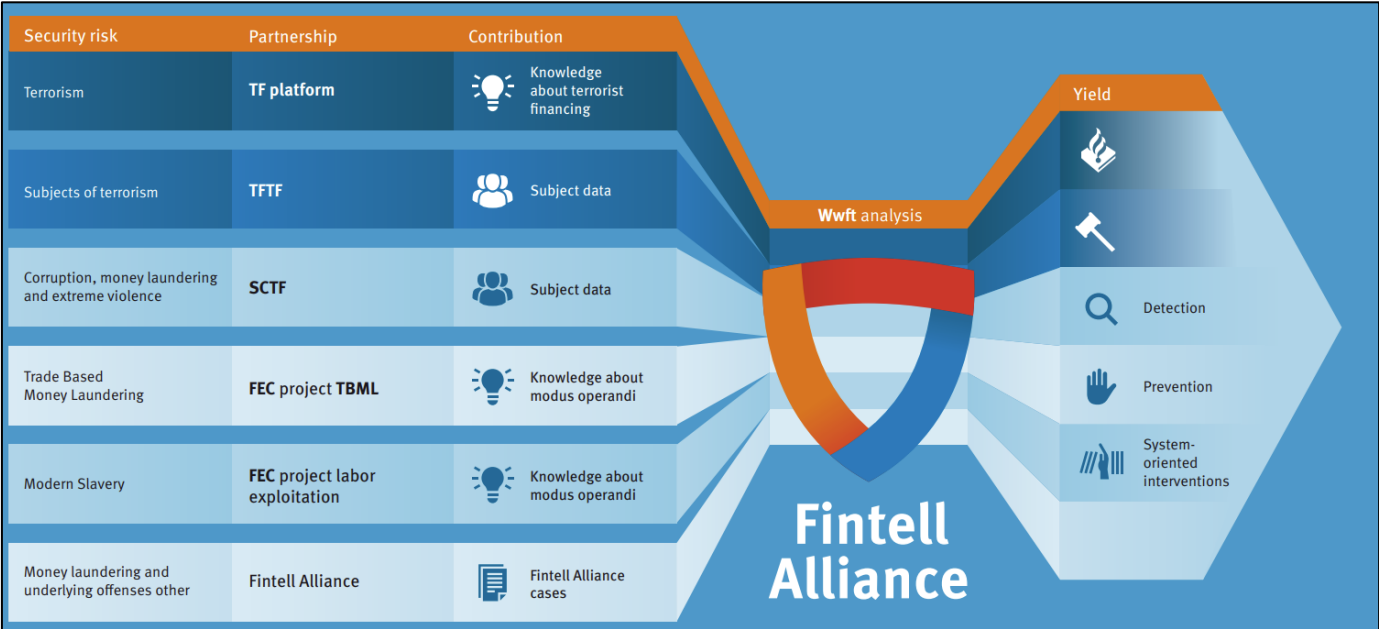 Security risk
Partnership
Contribution
Terrorism
TF platform
Knowledge
about terrorist
financing
Subjects of terrorism
TFTF
Subject data
Corruption, money laundering
and extreme violence
SCTF
Subject data
Trade Based
Money Laundering
FEC project TBML
Knowledge about
modus operandi
Modern Slavery
FEC project labor
exploitation
Knowledge about
modus operandi
Money laundering and
underlying offenses other
Fintell Alliance
Fintell Alliance
cases
Wwft analysis
Fintell
Alliance
Yield
Detection
Prevention
System-
oriented
interventions